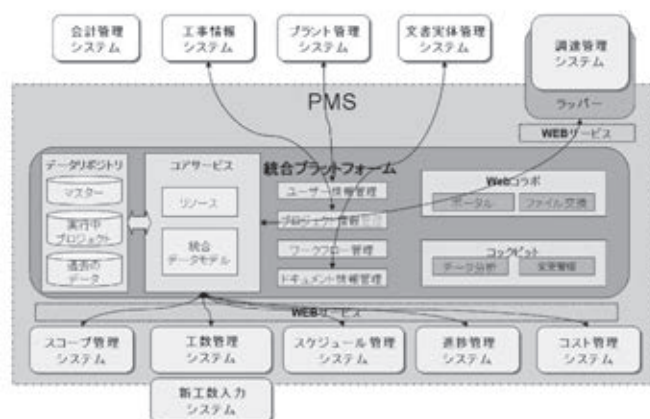 会計管理
システム
工事情報
システム
プラント管理
システム
文書実体管理
システム
調達管理
システム
ラッパー
PMS
WEBサービス
統合プラットフォーム
データリポジトリ
マスター
実行中
プロジェクト
過去の
データ
コアサービス
リソース
統合
データモデル
ユーザー情報管理
プロジェクト情報管理
ワークフロー管理
ドキュメント情報管理
Webコラボ
ポータル
ファイル交換
コックピット
データ分析
変更管理
WEBサービス
スコープ管理
システム
工数管理
システム
スケジュール管理
システム
進捗管理
システム
コスト管理
システム
新工数入力
システム